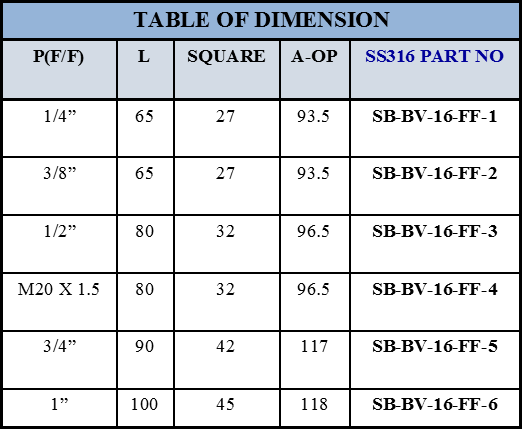 TABLE OF DIMENSION
P(F/F) L SQUARE A-OP SS316 PART NO
1/4” 65 27 93.5 SB-BV-16-FF-1
3/8” 65 27 93.5 SB-BV-16-FF-2
1/2” 80 32 96.5 SB-BV-16-FF-3
M20 X 1.5 80 32 96.5 SB-BV-16-FF-4
3/4” 90 42 117 SB-BV-16-FF-5
1” 100 45 118 SB-BV-16-FF-6